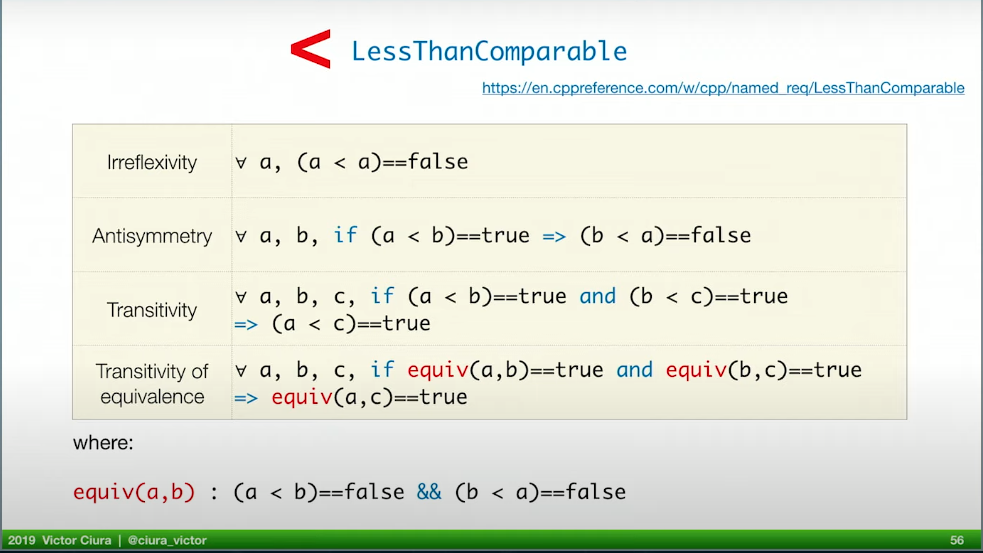 < LessThanComparable
https://en.cppreference.com/w/cpp/named_req/LessThanComparable
Irreflexivity ∀ a, (a < a)==false
Antisymmetry ∀ a, b, if (a < b)==true => (b < a)==false
Transitivity ∀ a, b, c, if (a < b)==true and (b < c)==true
=> (a < c)==true
Transitivity of ∀ a, b, c, if equiv(a,b)==true and equiv(b,c)==true
equivalence => equiv(a,c)==true
where:
equiv(a,b) : (a < b)==false && (b < a)==false
2019 Victor Ciura | @ciura_victor 56